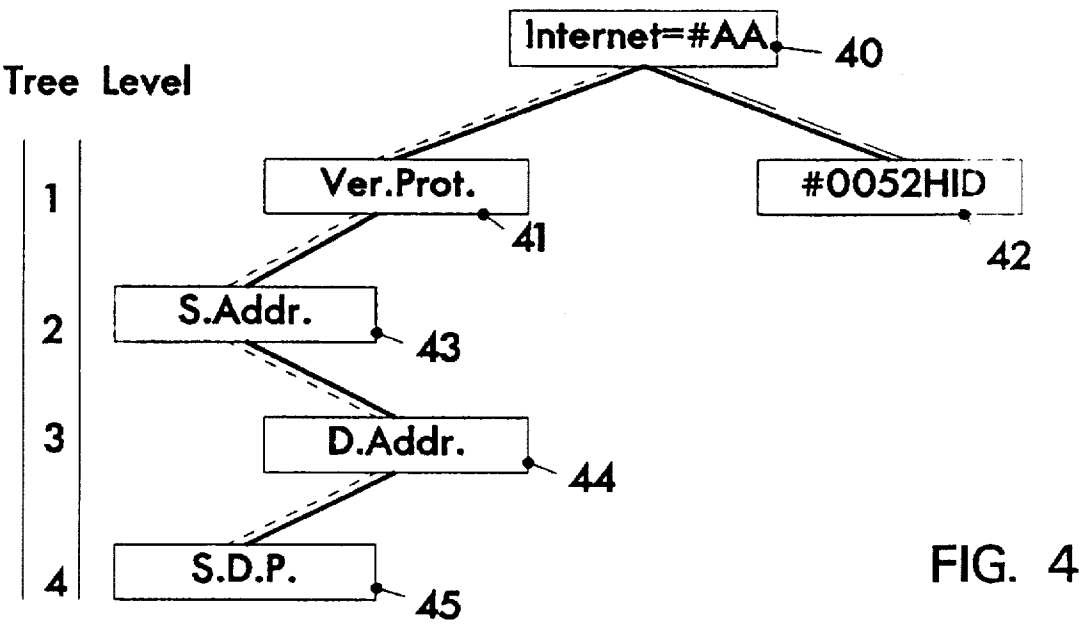 Internet=#AA
40
Tree Level
1
Ver.Prot.
#0052HID
41
42
2
S.Addr.
43
3
D.Addr.
44
4
S.D.P.
45
FIG. 4